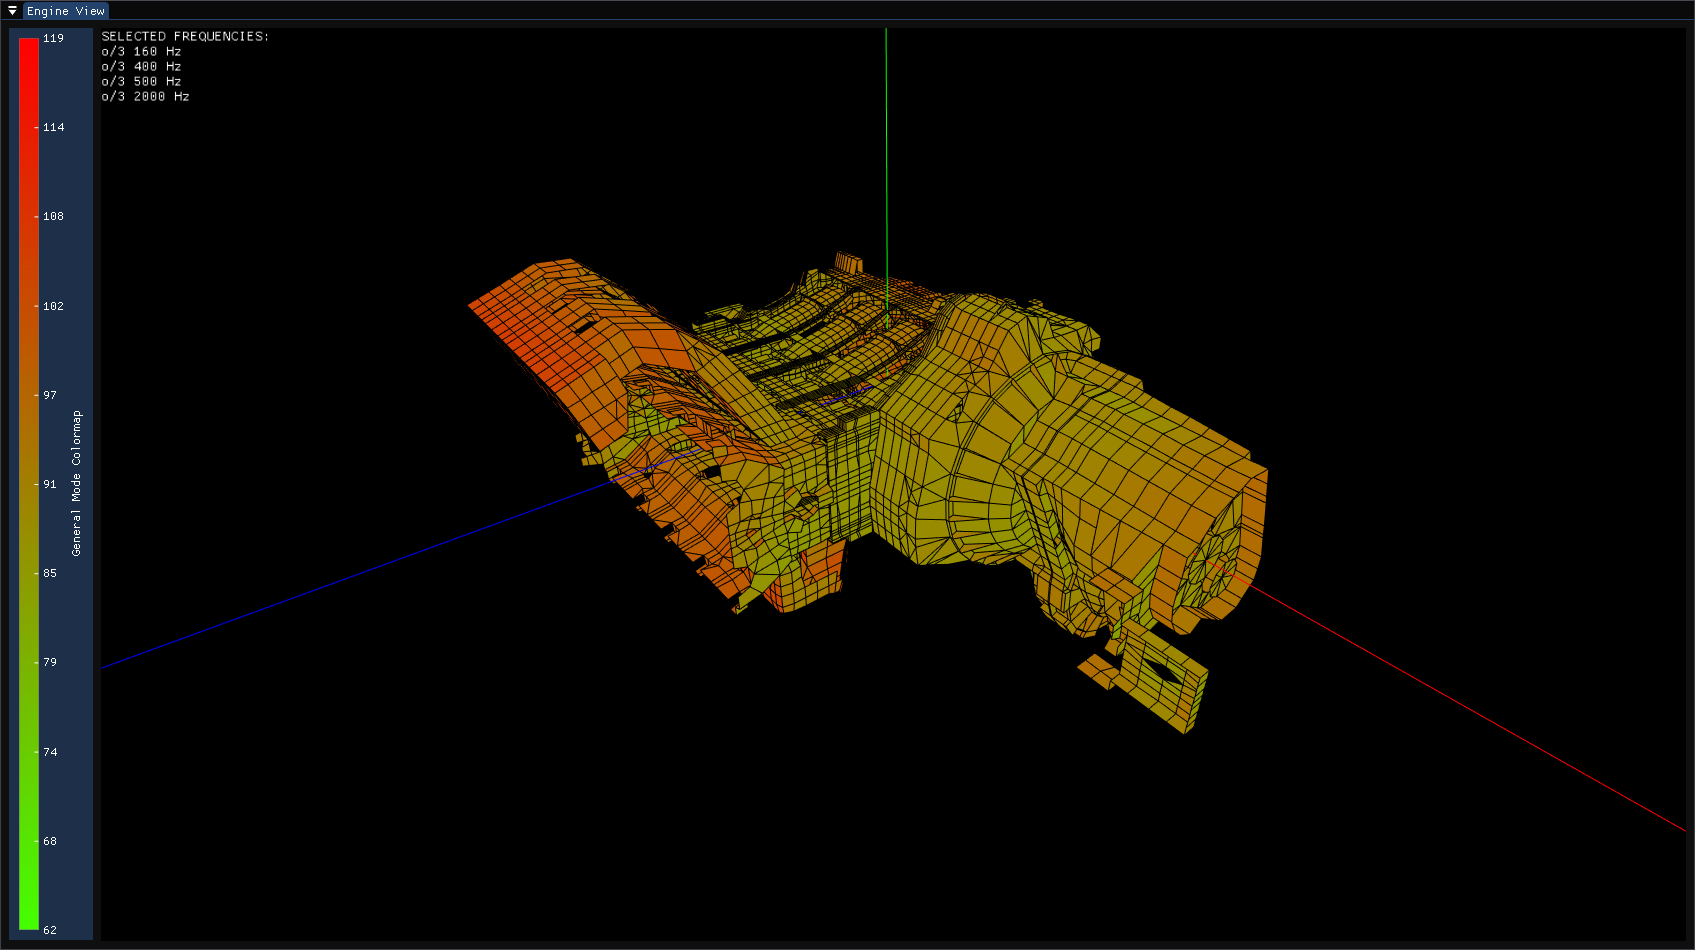 Engine View
SELECTED FREQUENCIES:
o/3 160 Hz
o/3 400 Hz
o/3 500 Hz
o/3 2000 Hz
119
114
108
102
97
91
85
79
74
68
62
General Mode Colormap